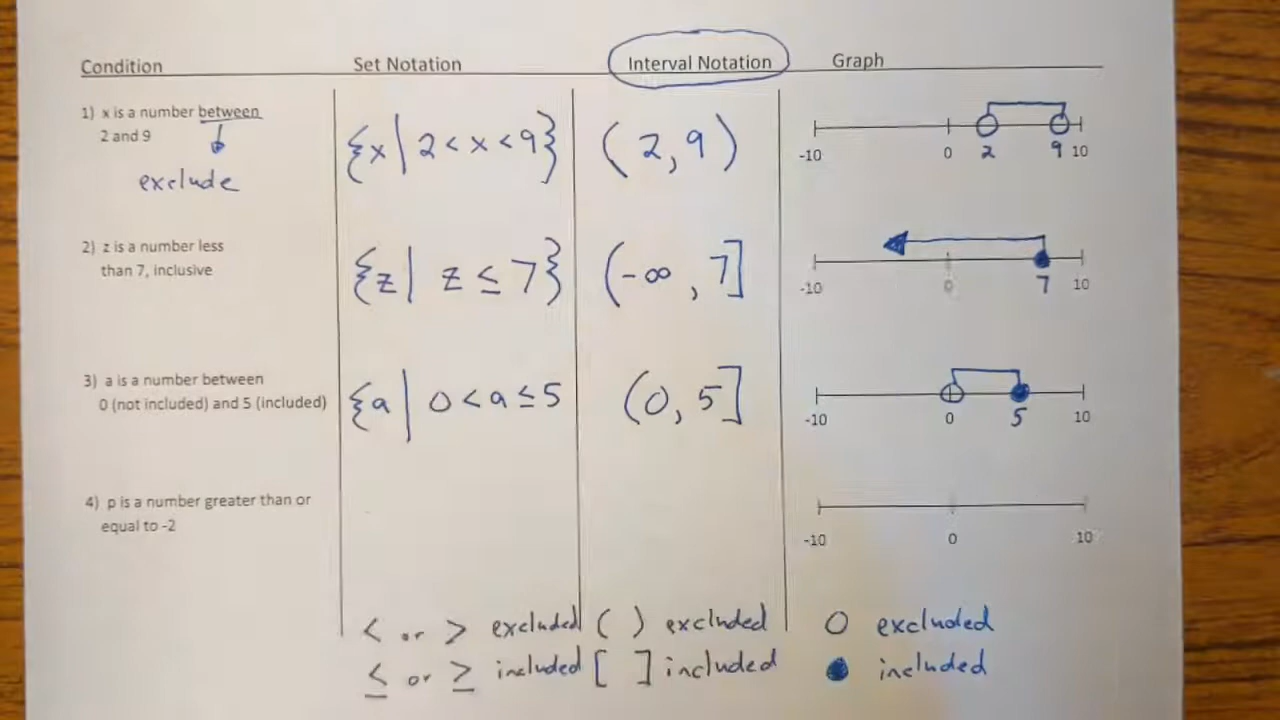 Condition Set Notation Interval Notation Graph
1) x is a number between
2 and 9
exclude
{x | 2 < x < 9} (2, 9)
-10 0 2 9 10
2) z is a number less
than 7, inclusive
{z | z ≤ 7} (-∞, 7]
-10 0 7 10
3) a is a number between
0 (not included) and 5 (included)
{a | 0 < a ≤ 5 (0, 5]
-10 0 5 10
4) p is a number greater than or
equal to -2
-10 0 10
< or > excluded ( ) excluded O excluded
≤ or ≥ included [ ] included ● included